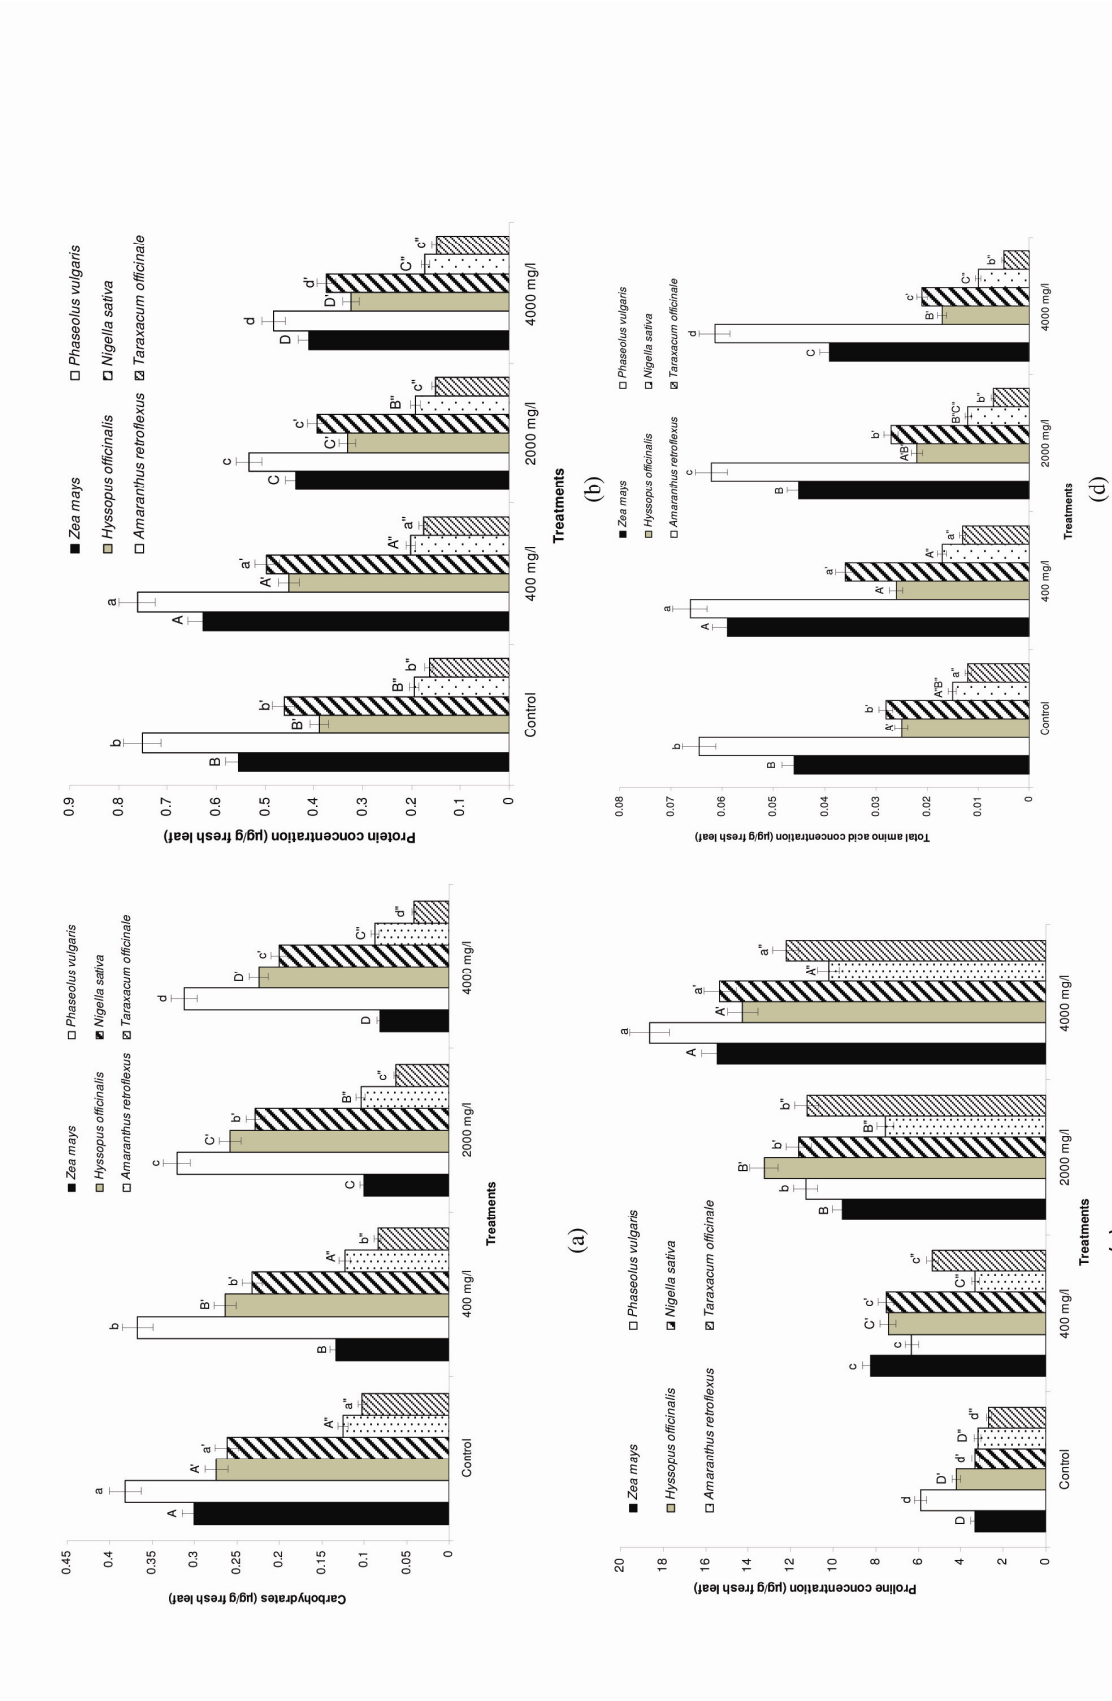 Zea mays
Phaseolus vulgaris
Hyssopus officinalis
Nigella sativa
Amaranthus retroflexus
Taraxacum officinale
Carbohydrates (µg/g fresh leaf)
0.45
0.4
0.35
0.3
0.25
0.2
0.15
0.1
0.05
0
A a A' a' A" a"
B b B' b' A" b"
C c C' b' B" c"
D d D' c' C" d"
Control 400 mg/l 2000 mg/l 4000 mg/l
Treatments
(a)
Zea mays
Phaseolus vulgaris
Hyssopus officinalis
Nigella sativa
Amaranthus retroflexus
Taraxacum officinale
Protein concentration (µg/g fresh leaf)
0.9
0.8
0.7
0.6
0.5
0.4
0.3
0.2
0.1
0
B b B' b' B" b"
A a A' a' A" a"
C c C' c' B" c"
D d D' d' C" c"
Control 400 mg/l 2000 mg/l 4000 mg/l
Treatments
(b)
Zea mays
Phaseolus vulgaris
Hyssopus officinalis
Nigella sativa
Amaranthus retroflexus
Taraxacum officinale
Proline concentration (µg/g fresh leaf)
20
18
16
14
12
10
8
6
4
2
0
D d D' d' D" d"
c c C' c' C" c"
B b B' b' B" b"
A a A' a' A" a"
Control 400 mg/l 2000 mg/l 4000 mg/l
Treatments
Zea mays
Phaseolus vulgaris
Hyssopus officinalis
Nigella sativa
Amaranthus retroflexus
Taraxacum officinale
Total amino acid concentration (µg/g fresh leaf)
0.08
0.07
0.06
0.05
0.04
0.03
0.02
0.01
0
B b A' b' A"B" a"
A a A' a' A" a"
B c A'B' b' B"C" b"
C d B' c' C" b"
Control 400 mg/l 2000 mg/l 4000 mg/l
Treatments
(d)